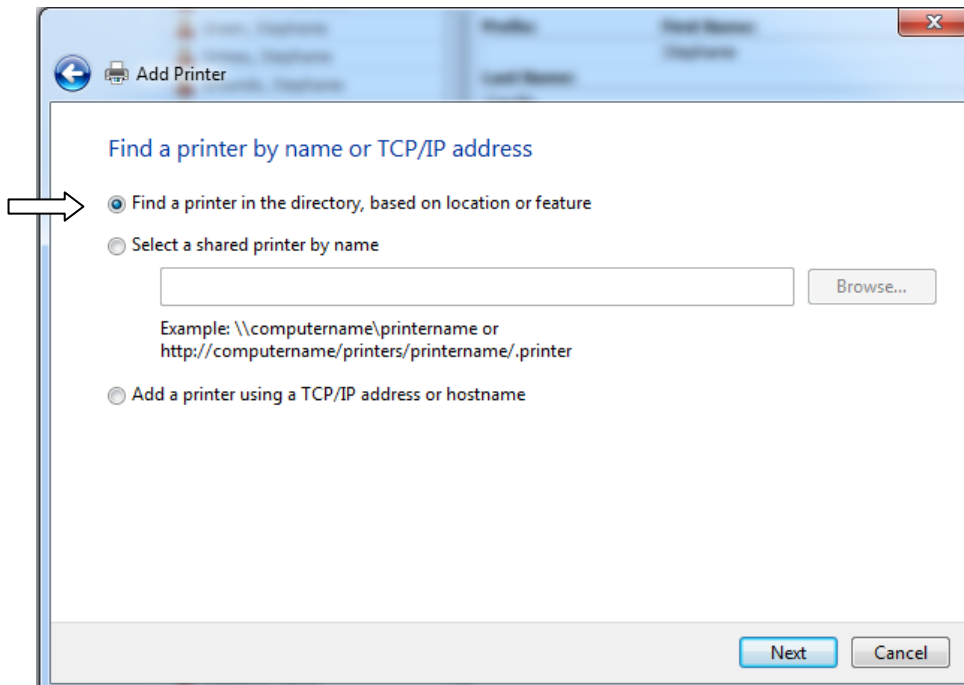 Add Printer
Find a printer by name or TCP/IP address
Find a printer in the directory, based on location or feature
Select a shared printer by name
Browse...
Example: \\computername\printername or
http://computername/printers/printername/.printer
Add a printer using a TCP/IP address or hostname
Next Cancel